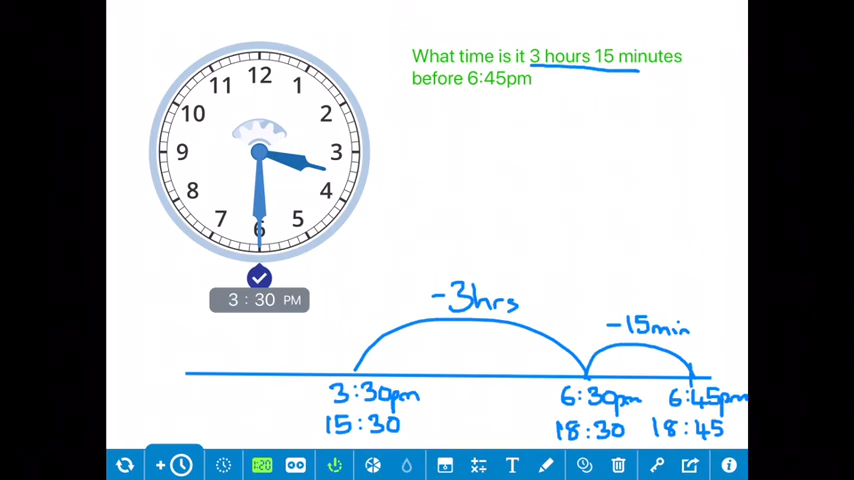 What time is it 3 hours 15 minutes
before 6:45pm
12
11
1
10
2
9
3
8
4
7
5
6
3 : 30 PM
-3hrs
-15min
3:30pm
6:30pm
6:45pm
15:30
18:30
18:45
+
1:20
T